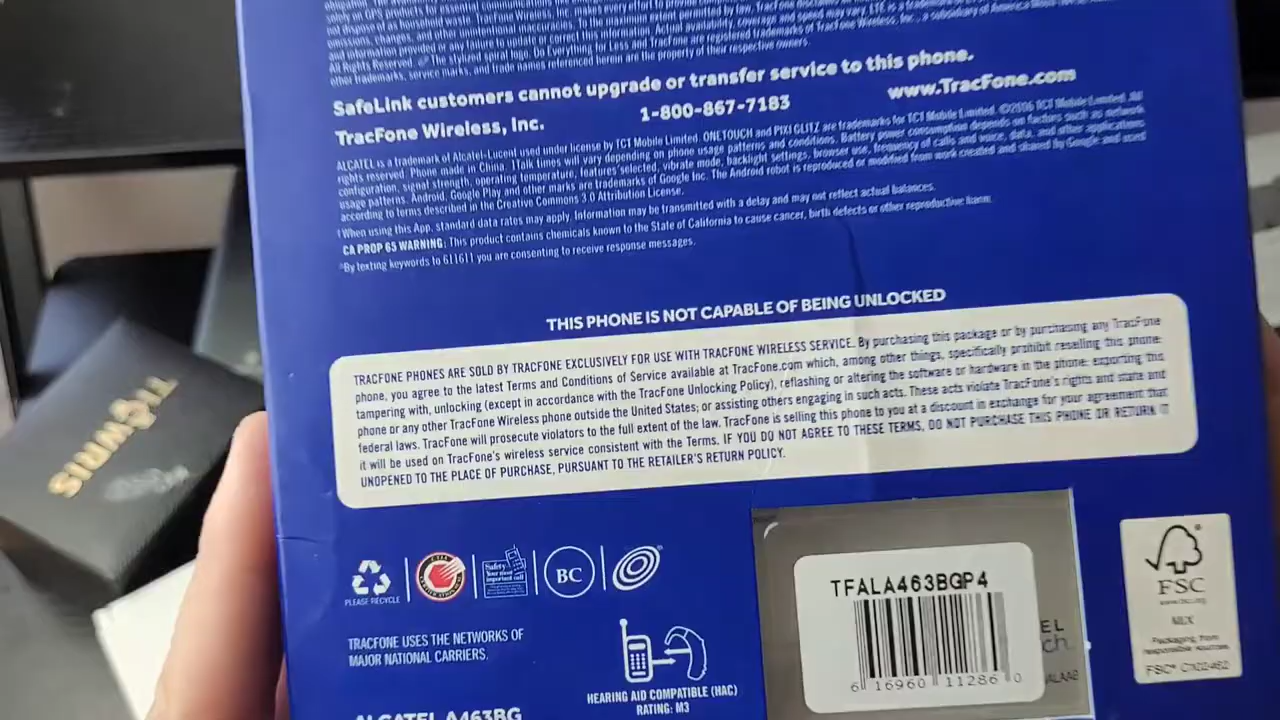 SafeLink customers cannot upgrade or transfer service to this phone.
TracFone Wireless, Inc. 1-800-867-7183 www.TracFone.com
ALCATEL is a trademark of Alcatel-Lucent used under license by TCT Mobile Limited. ONETOUCH and PIXI GLITZ are trademarks for TCT Mobile Limited. ©2016 TCT Mobile Limited. All
rights reserved. Phone made in China. 1Talk times will vary depending on phone usage patterns and conditions. Battery power consumption depends on factors such as network
configuration, signal strength, operating temperature, features selected, vibrate mode, backlight settings, browser use, frequency of calls and voice, data, and other applications
usage patterns. Android, Google Play and other marks are trademarks of Google Inc. The Android robot is reproduced or modified from work created and shared by Google and used
according to terms described in the Creative Commons 3.0 Attribution License.
†When using this App, standard data rates may apply. Information may be transmitted with a delay and may not reflect actual balances.
CA PROP 65 WARNING: This product contains chemicals known to the State of California to cause cancer, birth defects or other reproductive harm.
*By texting keywords to 611611 you are consenting to receive response messages.
THIS PHONE IS NOT CAPABLE OF BEING UNLOCKED
TRACFONE PHONES ARE SOLD BY TRACFONE EXCLUSIVELY FOR USE WITH TRACFONE WIRELESS SERVICE. By purchasing this package or by purchasing any TracFone
phone, you agree to the latest Terms and Conditions of Service available at TracFone.com which, among other things, specifically prohibit reselling this phone;
tampering with, unlocking (except in accordance with the TracFone Unlocking Policy), reflashing or altering the software or hardware in the phone; exporting this
phone or any other TracFone Wireless phone outside the United States; or assisting others engaging in such acts. These acts violate TracFone's rights and state and
federal laws. TracFone will prosecute violators to the full extent of the law. TracFone is selling this phone to you at a discount in exchange for your agreement that
it will be used on TracFone's wireless service consistent with the Terms. IF YOU DO NOT AGREE TO THESE TERMS, DO NOT PURCHASE THIS PHONE OR RETURN IT
UNOPENED TO THE PLACE OF PURCHASE, PURSUANT TO THE RETAILER'S RETURN POLICY.
PLEASE RECYCLE
Safety
Your most
important call
BC
TRACFONE USES THE NETWORKS OF
MAJOR NATIONAL CARRIERS.
HEARING AID COMPATIBLE (HAC)
RATING: M3
ALCATEL A463BG
TFALA463BGP4
6 16960 11286 0
EL
ch
FSC
www.fsc.org
MIX
Packaging from
responsible sources